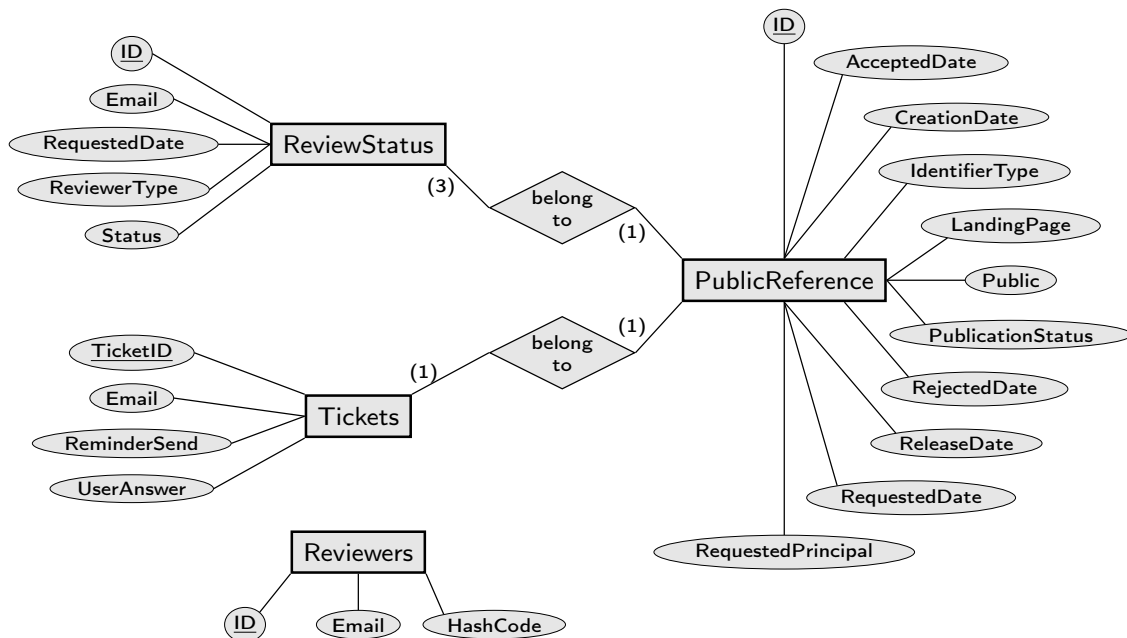 ID
Email
RequestedDate
ReviewerType
Status
ReviewStatus
(3)
belong
to
(1)
ID
AcceptedDate
CreationDate
IdentifierType
LandingPage
Public
PublicationStatus
RejectedDate
ReleaseDate
RequestedDate
RequestedPrincipal
PublicReference
TicketID
Email
ReminderSend
UserAnswer
Tickets
(1)
belong
to
(1)
Reviewers
ID
Email
HashCode